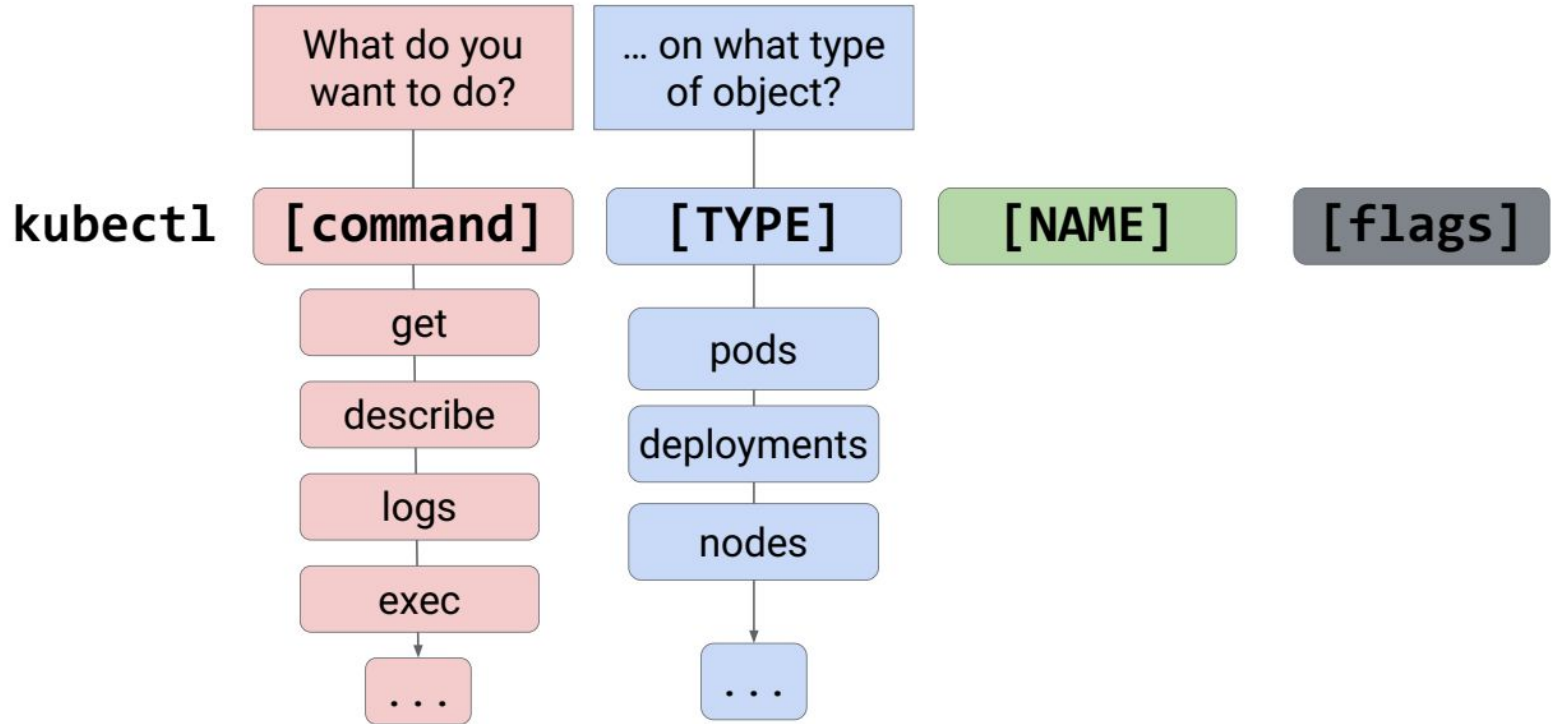 What do you
want to do?
... on what type
of object?
kubectl [command] [TYPE] [NAME] [flags]
get
describe
logs
exec
...
pods
deployments
nodes
...